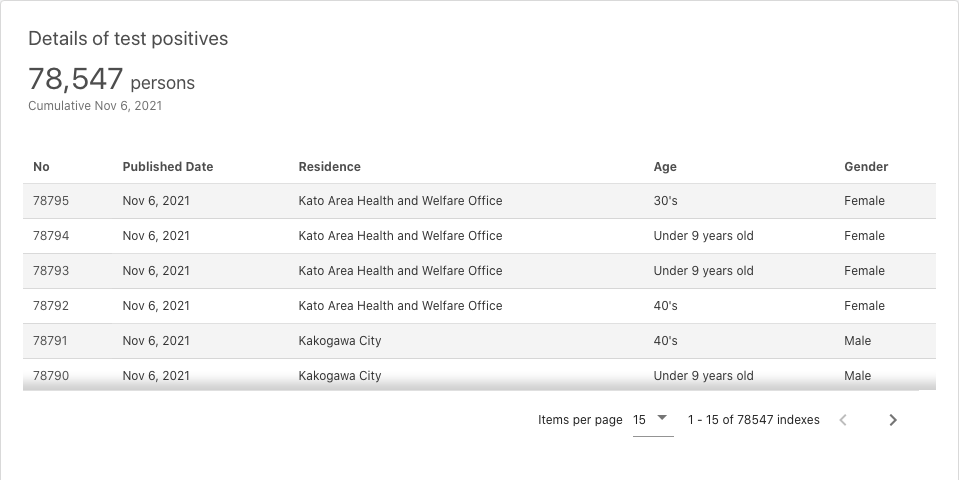 Details of test positives
78,547 persons
Cumulative Nov 6, 2021
No Published Date Residence Age Gender
78795 Nov 6, 2021 Kato Area Health and Welfare Office 30's Female
78794 Nov 6, 2021 Kato Area Health and Welfare Office Under 9 years old Female
78793 Nov 6, 2021 Kato Area Health and Welfare Office Under 9 years old Female
78792 Nov 6, 2021 Kato Area Health and Welfare Office 40's Female
78791 Nov 6, 2021 Kakogawa City 40's Male
78790 Nov 6, 2021 Kakogawa City Under 9 years old Male
Items per page 15 1 - 15 of 78547 indexes